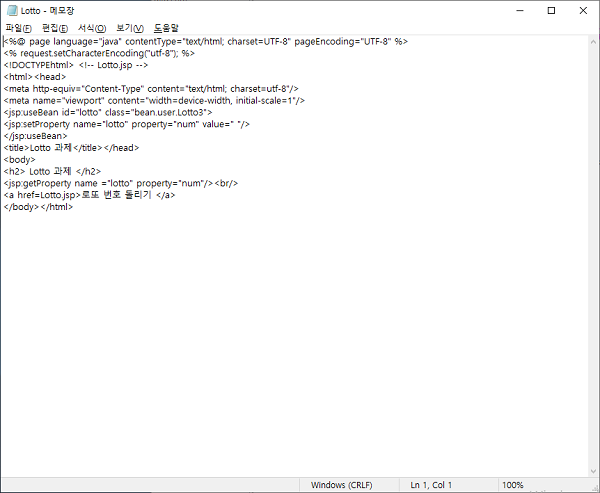 Lotto - 메모장
파일(F) 편집(E) 서식(O) 보기(V) 도움말
<%@ page language="java" contentType="text/html; charset=UTF-8" pageEncoding="UTF-8" %>
<% request.setCharacterEncoding("utf-8"); %>
<!DOCTYPEhtml> <!-- Lotto.jsp -->
<html><head>
<meta http-equiv="Content-Type" content="text/html; charset=utf-8"/>
<meta name="viewport" content="width=device-width, initial-scale=1"/>
<jsp:useBean id="lotto" class="bean.user.Lotto3">
<jsp:setProperty name="lotto" property="num" value=" "/>
</jsp:useBean>
<title>Lotto 과제</title></head>
<body>
<h2> Lotto 과제 </h2>
<jsp:getProperty name ="lotto" property="num"/><br/>
<a href=Lotto.jsp>로또 번호 돌리기 </a>
</body></html>
Windows (CRLF) Ln 1, Col 1 100%